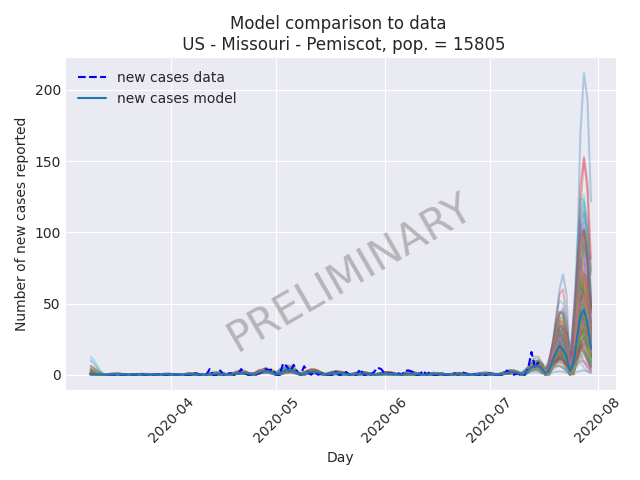 Model comparison to data
US - Missouri - Pemiscot, pop. = 15805
new cases data
new cases model
Number of new cases reported
200
150
100
50
0
PRELIMINARY
2020-04
2020-05
2020-06
2020-07
2020-08
Day